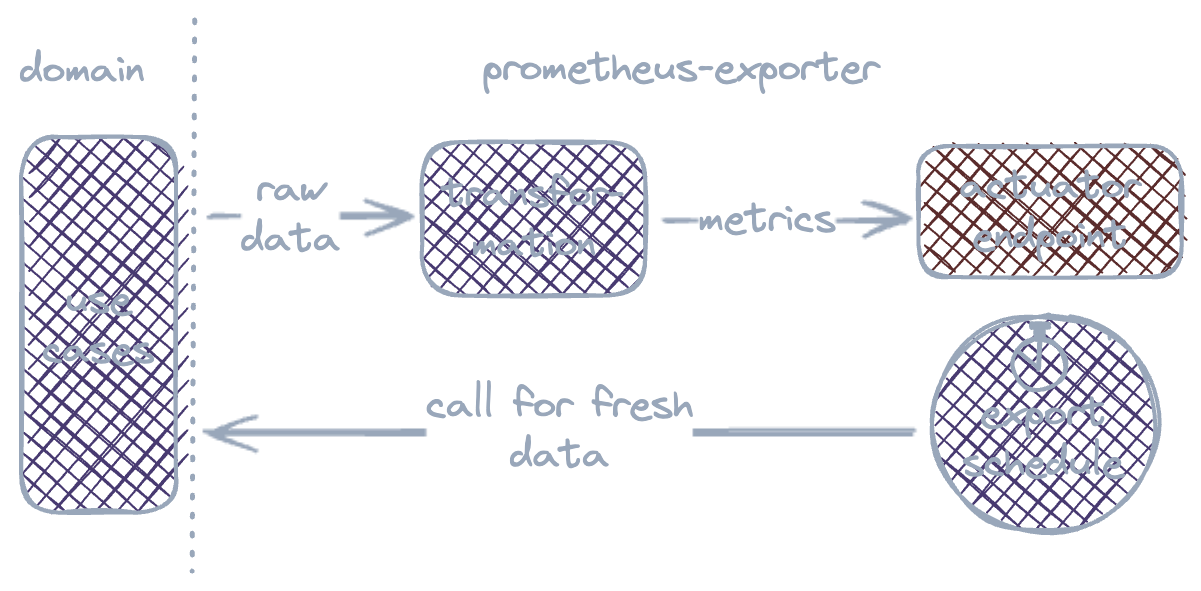 domain
prometheus-exporter
raw
data
transfor-
mation
metrics
actuator
endpoint
use
cases
call for fresh
data
export
schedule